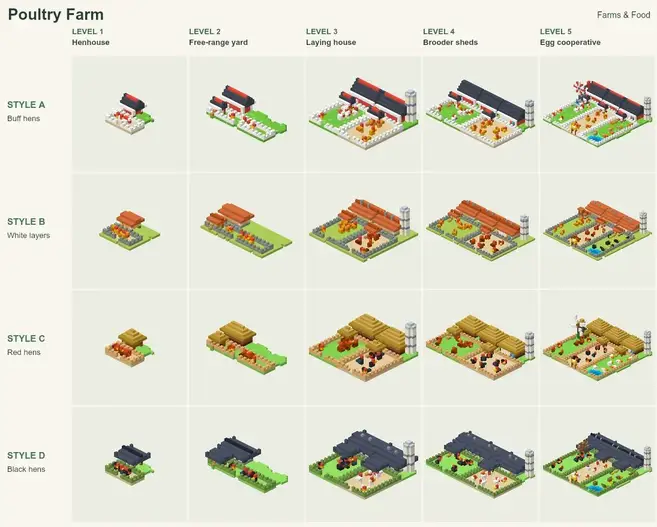 Poultry Farm
Farms & Food
LEVEL 1
Henhouse
LEVEL 2
Free-range yard
LEVEL 3
Laying house
LEVEL 4
Brooder sheds
LEVEL 5
Egg cooperative
STYLE A
Buff hens
STYLE B
White layers
STYLE C
Red hens
STYLE D
Black hens